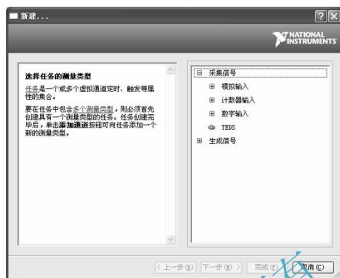 新建...
NATIONAL
INSTRUMENTS
选择任务的测量类型
任务是一个或多个虚拟通道定时、触发等属
性的集合。
要在任务中包含多个测量类型，则必须首先
创建具有一个测量类型的任务。任务创建完
毕后，单击添加通道按钮可向任务添加一个
新的测量类型。
采集信号
模拟输入
计数器输入
数字输入
TEDS
生成信号
< 上一步(B)
下一步(N) >
完成(F)
取消(C)